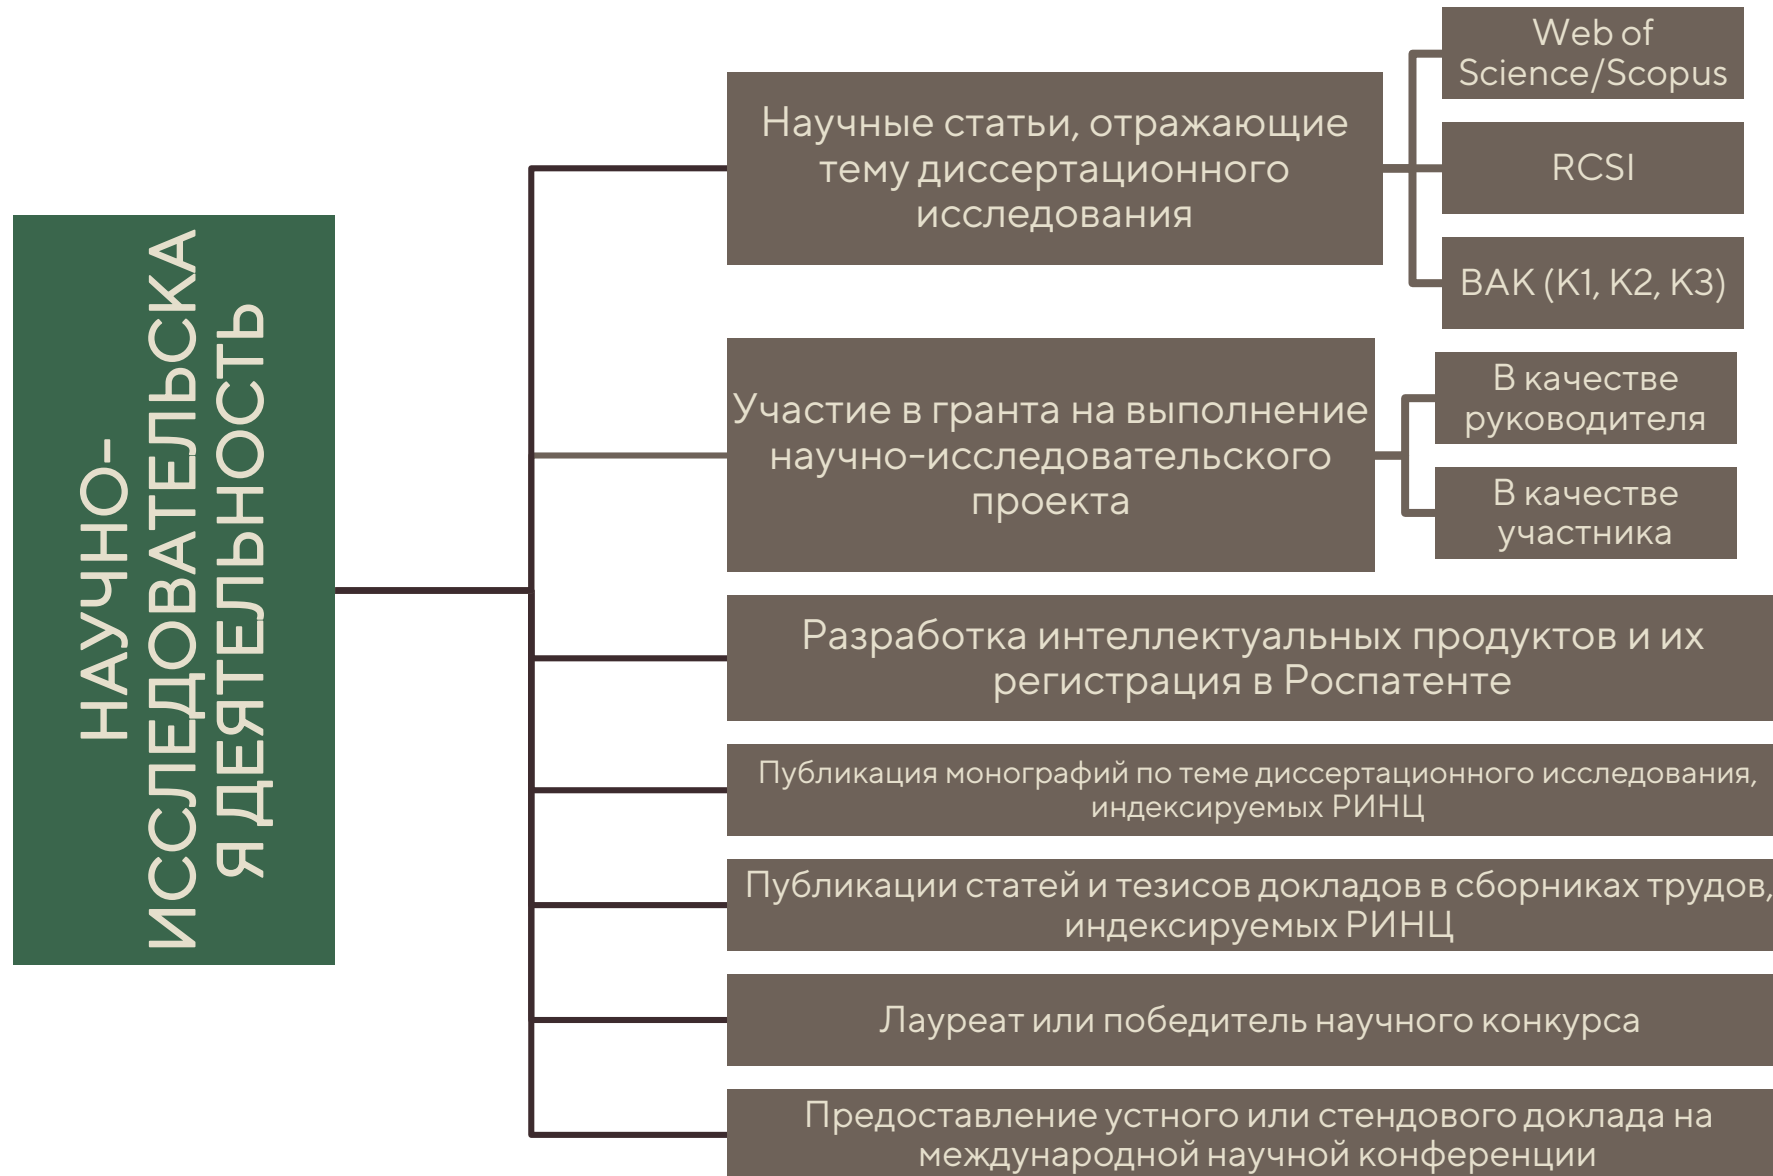 НАУЧНО-
ИССЛЕДОВАТЕЛЬСКА
Я ДЕЯТЕЛЬНОСТЬ
Научные статьи, отражающие
тему диссертационного
исследования
Web of
Science/Scopus
RCSI
ВАК (К1, К2, К3)
Участие в гранта на выполнение
научно-исследовательского
проекта
В качестве
руководителя
В качестве
участника
Разработка интеллектуальных продуктов и их
регистрация в Роспатенте
Публикация монографий по теме диссертационного исследования,
индексируемых РИНЦ
Публикации статей и тезисов докладов в сборниках трудов,
индексируемых РИНЦ
Лауреат или победитель научного конкурса
Предоставление устного или стендового доклада на
международной научной конференции